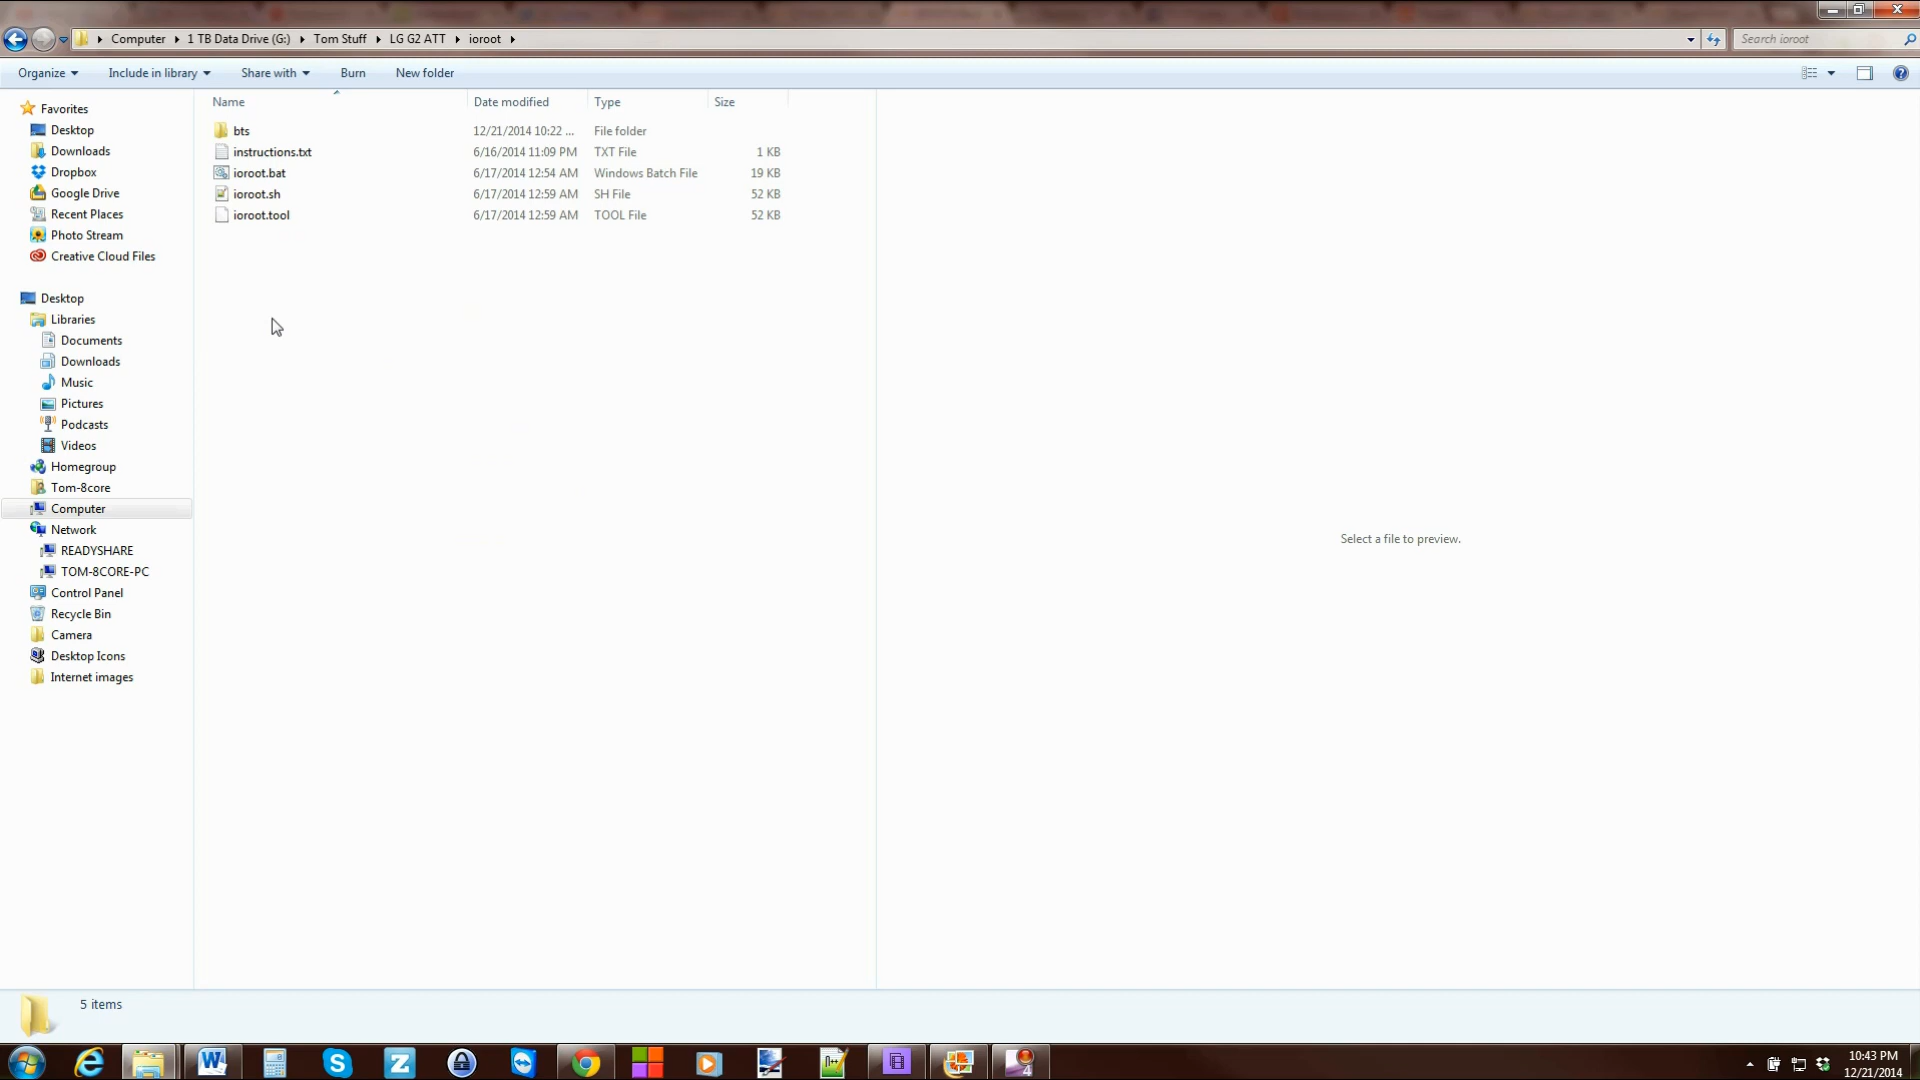 Computer 1 TB Data Drive (G:) Tom Stuff LG G2 ATT ioroot
Search ioroot
Organize Include in library Share with Burn New folder
Name Date modified Type Size
bts 12/21/2014 10:22 ... File folder
instructions.txt 6/16/2014 11:09 PM TXT File 1 KB
ioroot.bat 6/17/2014 12:54 AM Windows Batch File 19 KB
ioroot.sh 6/17/2014 12:59 AM SH File 52 KB
ioroot.tool 6/17/2014 12:59 AM TOOL File 52 KB
Favorites
Desktop
Downloads
Dropbox
Google Drive
Recent Places
Photo Stream
Creative Cloud Files
Desktop
Libraries
Documents
Downloads
Music
Pictures
Podcasts
Videos
Homegroup
Tom-8core
Computer
Network
READYSHARE
TOM-8CORE-PC
Control Panel
Recycle Bin
Camera
Desktop Icons
Internet images
Select a file to preview.
5 items
10:43 PM
12/21/2014